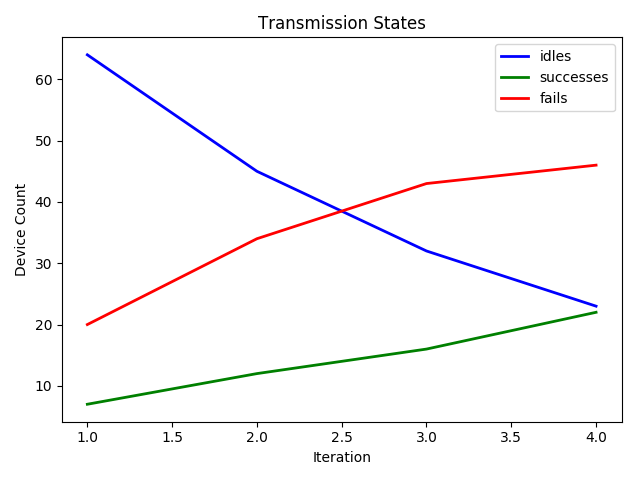 Transmission States
idles
successes
fails
Device Count
60
50
40
30
20
10
1.0 1.5 2.0 2.5 3.0 3.5 4.0
Iteration